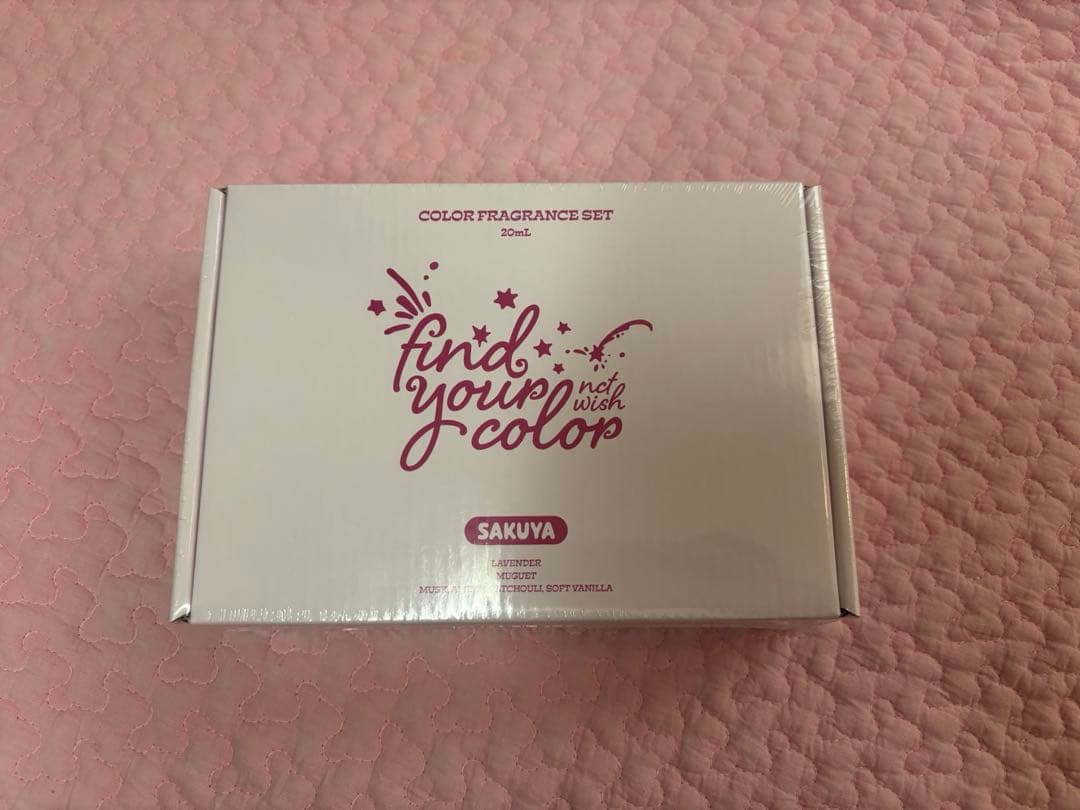 COLOR FRAGRANCE SET
20mL
find
your
nct
wish
color
SAKUYA
LAVENDER
MUGUET
MUSK, SOFT VANILLA